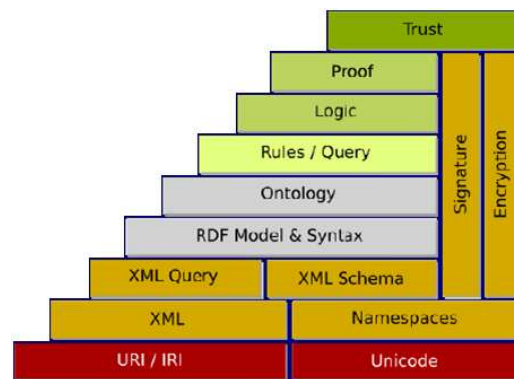 Trust
Proof
Logic
Rules / Query
Ontology
RDF Model & Syntax
XML Query
XML Schema
Signature
Encryption
XML
Namespaces
URI / IRI
Unicode